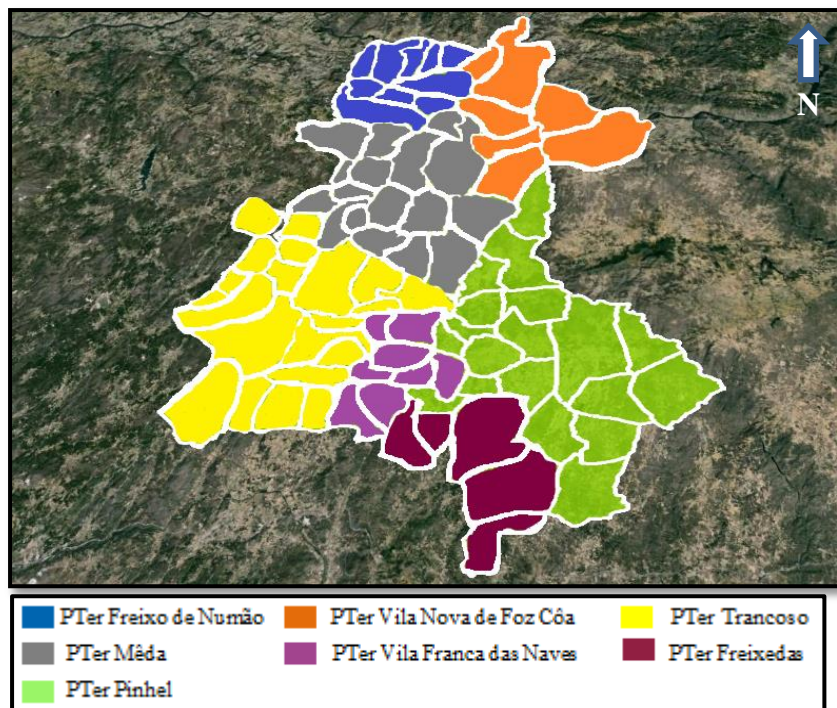 N
PTer Freixo de Numão PTer Vila Nova de Foz Côa PTer Trancoso
PTer Mêda PTer Vila Franca das Naves PTer Freixedas
PTer Pinhel